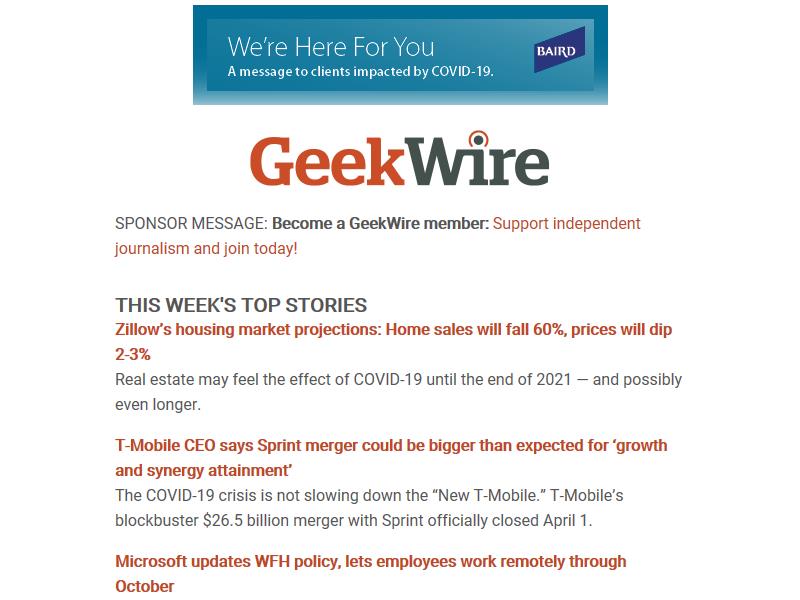 We’re Here For You
A message to clients impacted by COVID-19.
BAIRD
GeekWire
SPONSOR MESSAGE: Become a GeekWire member: Support independent
journalism and join today!
THIS WEEK'S TOP STORIES
Zillow’s housing market projections: Home sales will fall 60%, prices will dip
2-3%
Real estate may feel the effect of COVID-19 until the end of 2021 — and possibly
even longer.
T-Mobile CEO says Sprint merger could be bigger than expected for ‘growth
and synergy attainment’
The COVID-19 crisis is not slowing down the “New T-Mobile.” T-Mobile’s
blockbuster $26.5 billion merger with Sprint officially closed April 1.
Microsoft updates WFH policy, lets employees work remotely through
October